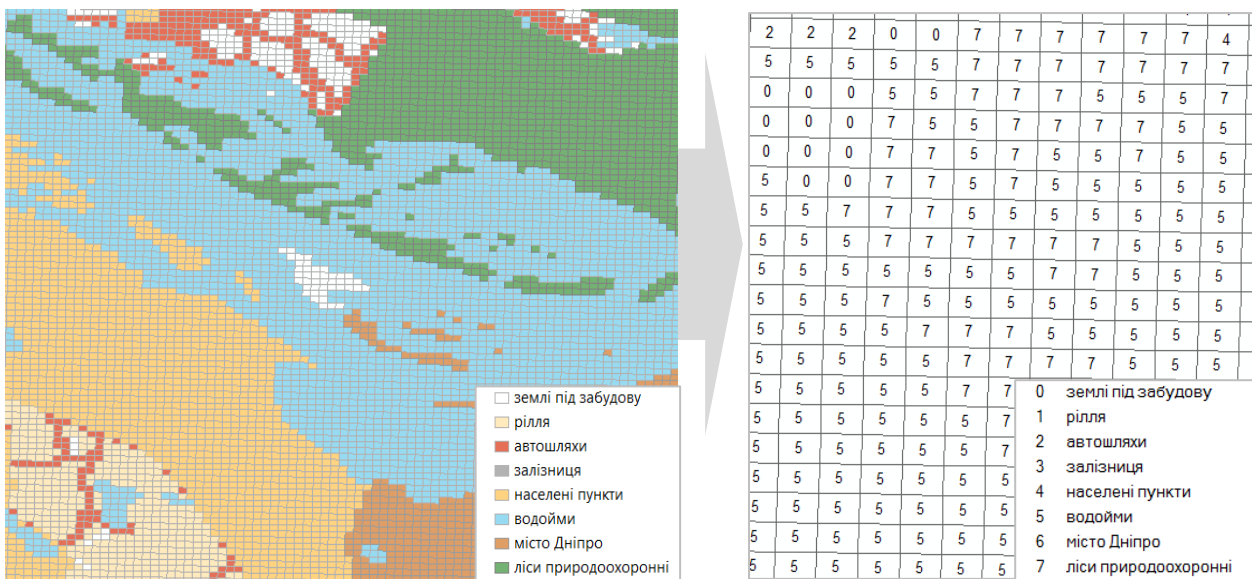 землі під забудову
рілля
автошляхи
залізниця
населені пункти
водойми
місто Дніпро
ліси природоохоронні
2 2 2 0 0 7 7 7 7 7 7 4
5 5 5 5 5 7 7 7 7 7 7 7
0 0 0 5 5 7 7 7 5 5 5 7
0 0 0 7 5 5 7 7 7 7 5 5
0 0 0 7 7 5 7 5 5 7 5 5
5 0 0 7 7 5 7 5 5 5 5 5
5 5 7 7 7 5 5 5 5 5 5 5
5 5 5 7 7 7 7 7 7 5 5 5
5 5 5 5 5 5 5 7 7 5 5 5
5 5 5 7 5 5 5 5 5 5 5 5
5 5 5 5 7 7 7 5 5 5 5 5
5 5 5 5 5 7 7 7 7 5 5 5
5 5 5 5 5 7 7
5 5 5 5 5 5 7
5 5 5 5 5 5 7
5 5 5 5 5 5 5
5 5 5 5 5 5 5
5 5 5 5 5 5 5
5 5 5 5 5 5 5
0 землі під забудову
1 рілля
2 автошляхи
3 залізниця
4 населені пункти
5 водойми
6 місто Дніпро
7 ліси природоохоронні